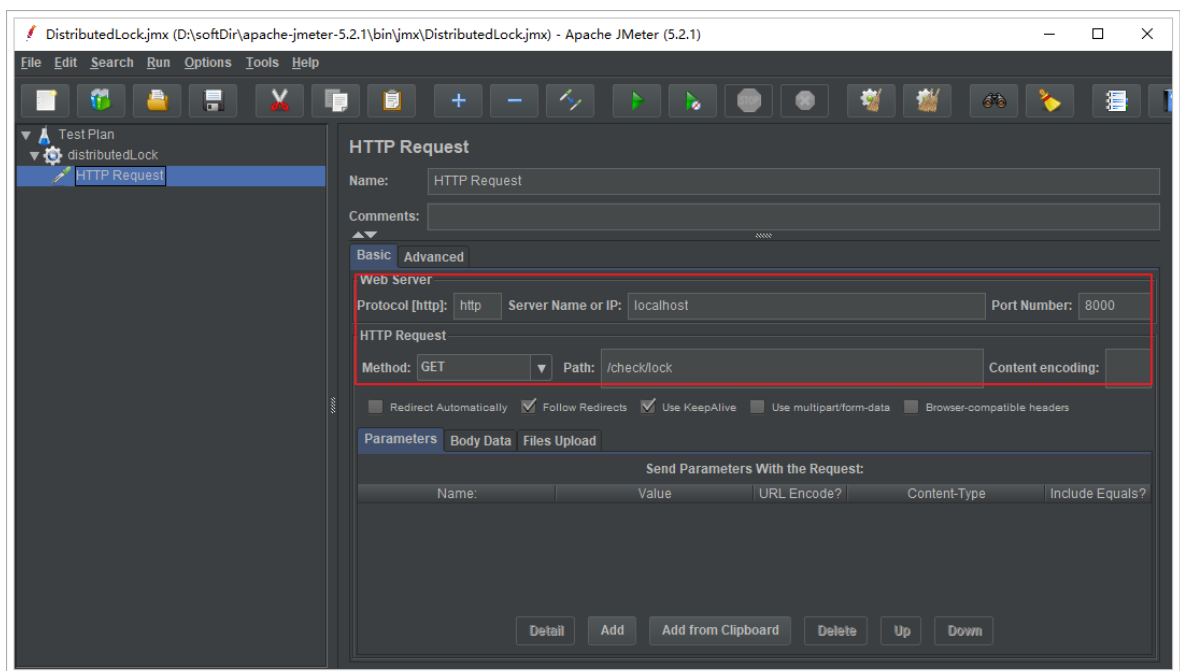 DistributedLock.jmx (D:\softDir\apache-jmeter-5.2.1\bin\jmx\DistributedLock.jmx) - Apache JMeter (5.2.1)
File Edit Search Run Options Tools Help
STOP
Test Plan
distributedLock
HTTP Request
HTTP Request
Name: HTTP Request
Comments:
Basic Advanced
Web Server
Protocol [http]: http Server Name or IP: localhost Port Number: 8000
HTTP Request
Method: GET Path: /check/lock Content encoding:
Redirect Automatically Follow Redirects Use KeepAlive Use multipart/form-data Browser-compatible headers
Parameters Body Data Files Upload
Send Parameters With the Request:
Name: Value URL Encode? Content-Type Include Equals?
Detail Add Add from Clipboard Delete Up Down